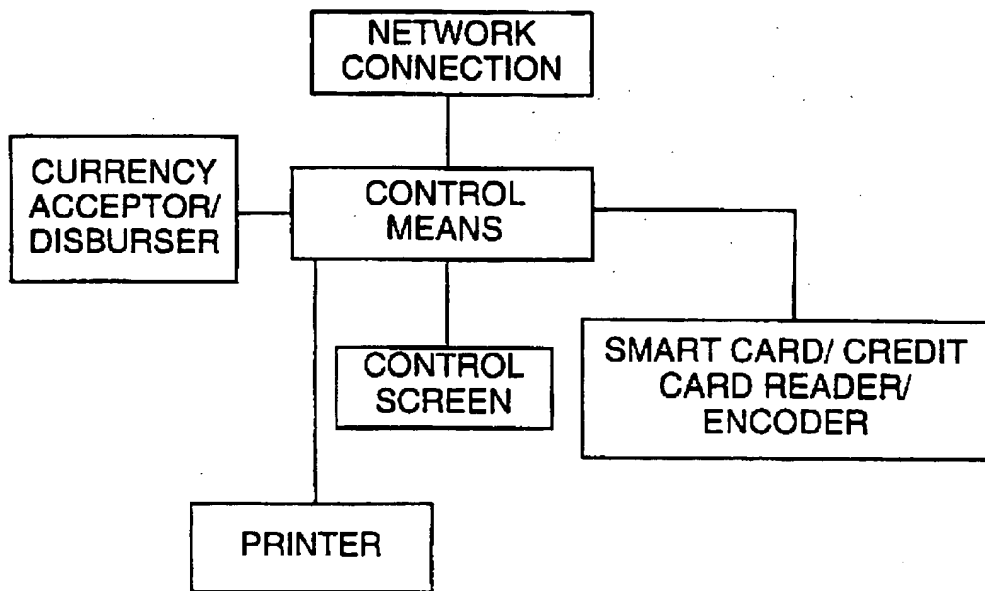 NETWORK
CONNECTION
CURRENCY
ACCEPTOR/
DISBURSER
CONTROL
MEANS
CONTROL
SCREEN
SMART CARD/ CREDIT
CARD READER/
ENCODER
PRINTER